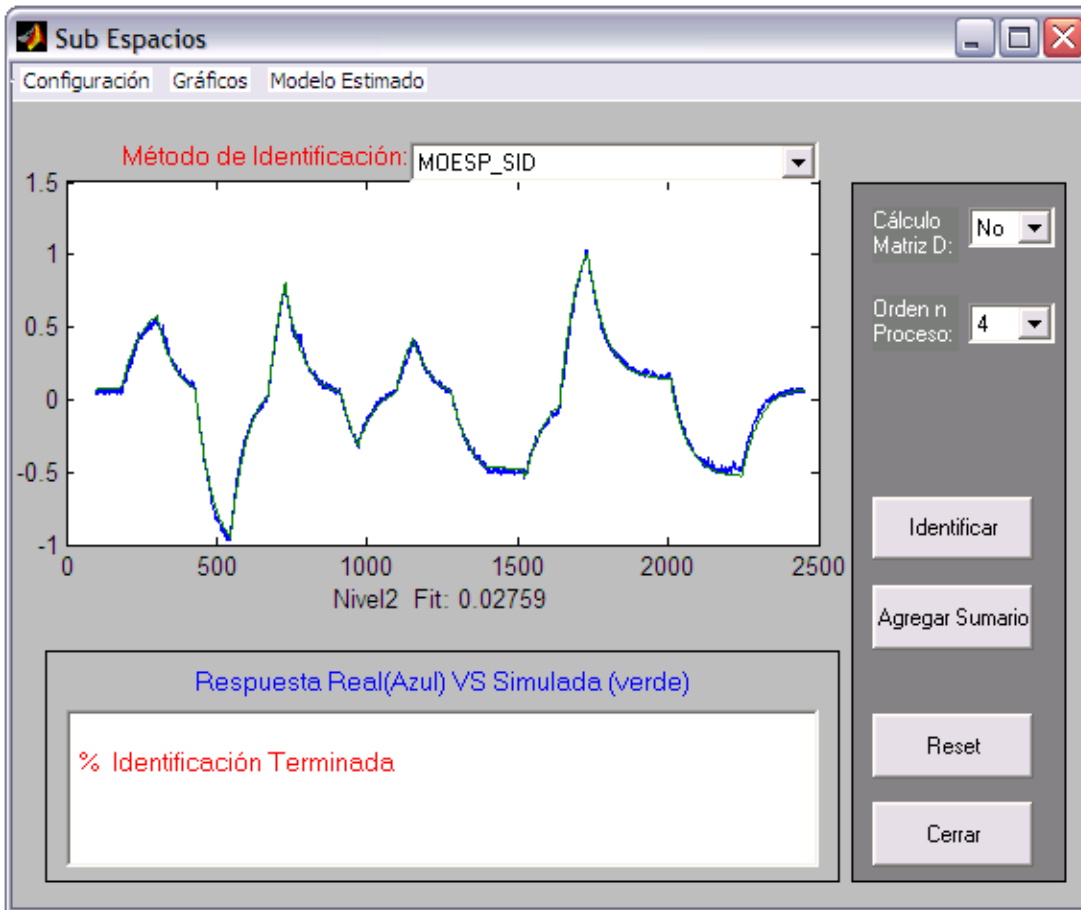 Sub Espacios
Configuración Gráficos Modelo Estimado
Método de Identificación: MOESP_SID
1.5
1
0.5
0
-0.5
-1
0 500 1000 1500 2000 2500
Nivel2 Fit: 0.02759
Cálculo
Matriz D: No
Orden n
Proceso: 4
Identificar
Agregar Sumario
Reset
Cerrar
Respuesta Real(Azul) VS Simulada (verde)
% Identificación Terminada